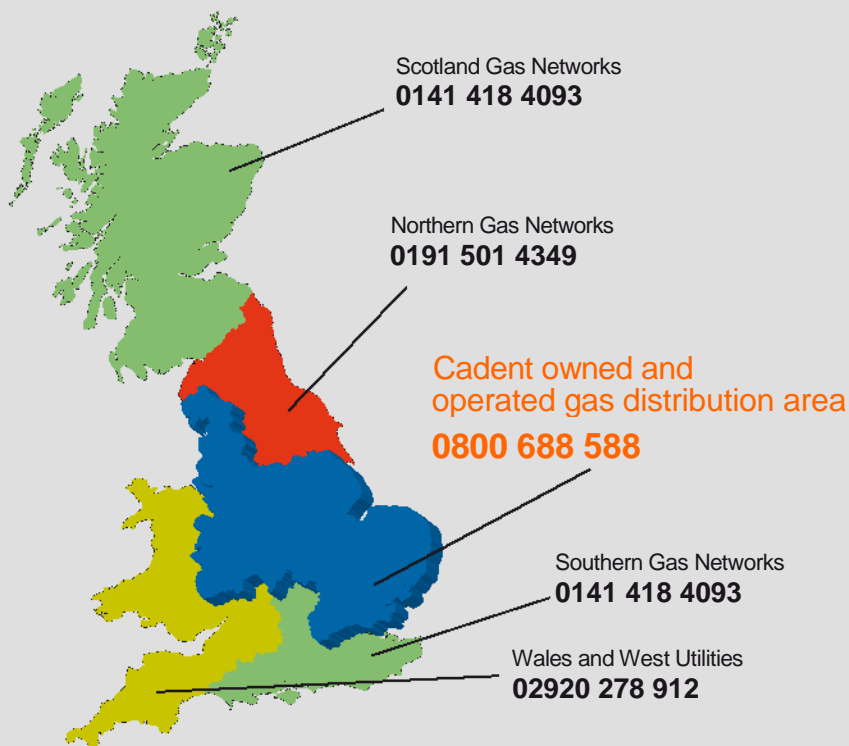 Scotland Gas Networks
0141 418 4093
Northern Gas Networks
0191 501 4349
Cadent owned and
operated gas distribution area
0800 688 588
Southern Gas Networks
0141 418 4093
Wales and West Utilities
02920 278 912